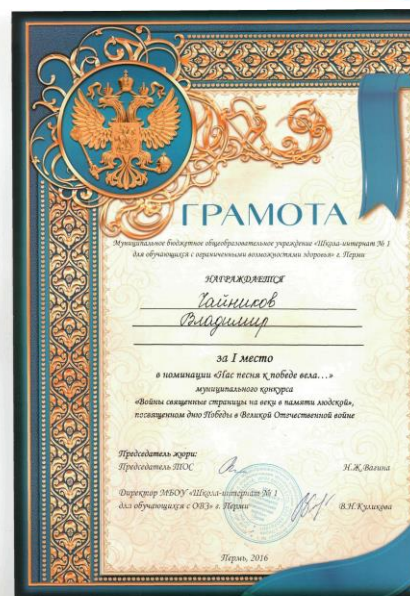 ГРАМОТА
Муниципальное бюджетное общеобразовательное учреждение «Школа-интернат № 1
для обучающихся с ограниченными возможностями здоровья» г. Перми
НАГРАЖДАЕТСЯ
Чайников
Владимир
за I место
в номинации «Нас песня к победе вела...»
муниципального конкурса
«Войны священные страницы на веки в памяти людской»,
посвященном дню Победы в Великой Отечественной войне
Председатель жюри:
Председатель ТОС Н.Ж.Вагина
Директор МБОУ «Школа-интернат № 1
для обучающихся с ОВЗ» г. Перми В.Н.Куликова
Пермь, 2016